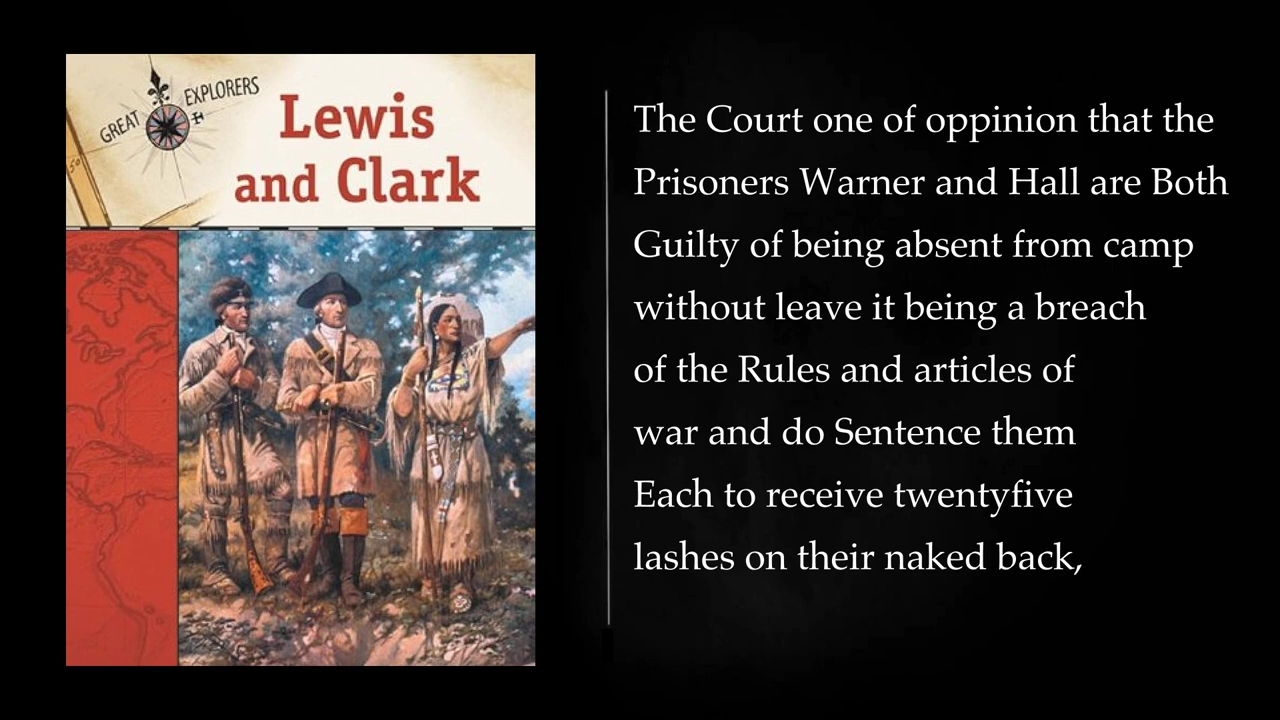 GREAT EXPLORERS
Lewis
and Clark
50
The Court one of oppinion that the
Prisoners Warner and Hall are Both
Guilty of being absent from camp
without leave it being a breach
of the Rules and articles of
war and do Sentence them
Each to receive twentyfive
lashes on their naked back,